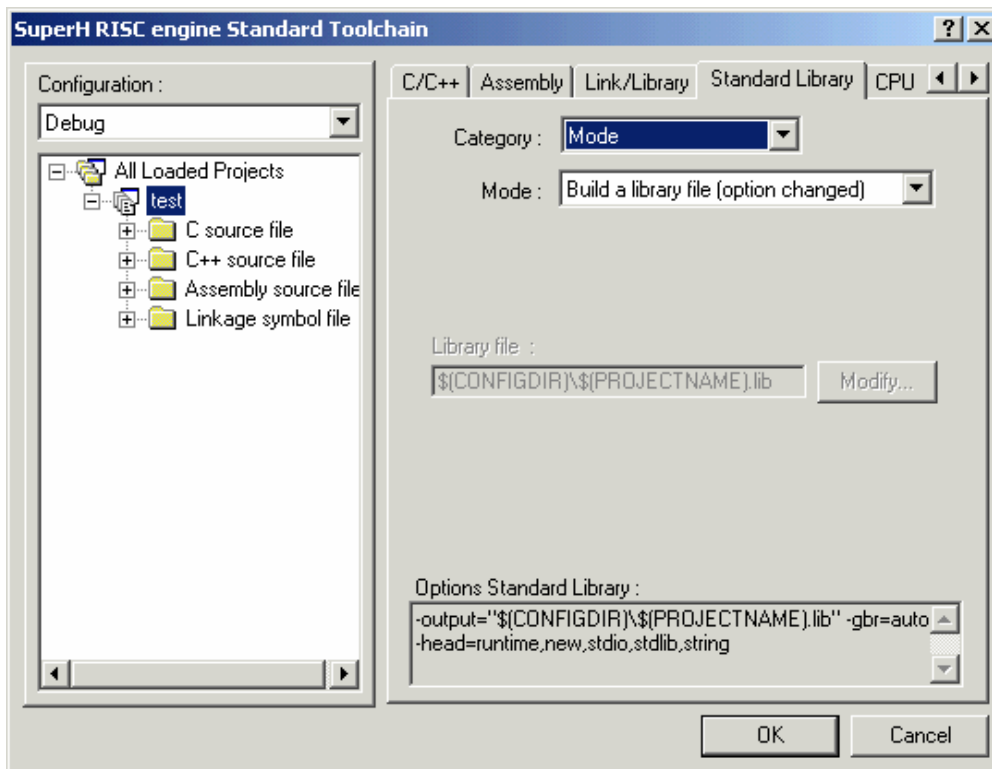 SuperH RISC engine Standard Toolchain
Configuration :
Debug
All Loaded Projects
test
C source file
C++ source file
Assembly source file
Linkage symbol file
C/C++ Assembly Link/Library Standard Library CPU
Category : Mode
Mode : Build a library file (option changed)
Library file :
$(CONFIGDIR)\$(PROJECTNAME).lib Modify...
Options Standard Library :
-output="$(CONFIGDIR)\$(PROJECTNAME).lib" -gbr=auto
-head=runtime,new,stdio,stdlib,string
OK Cancel